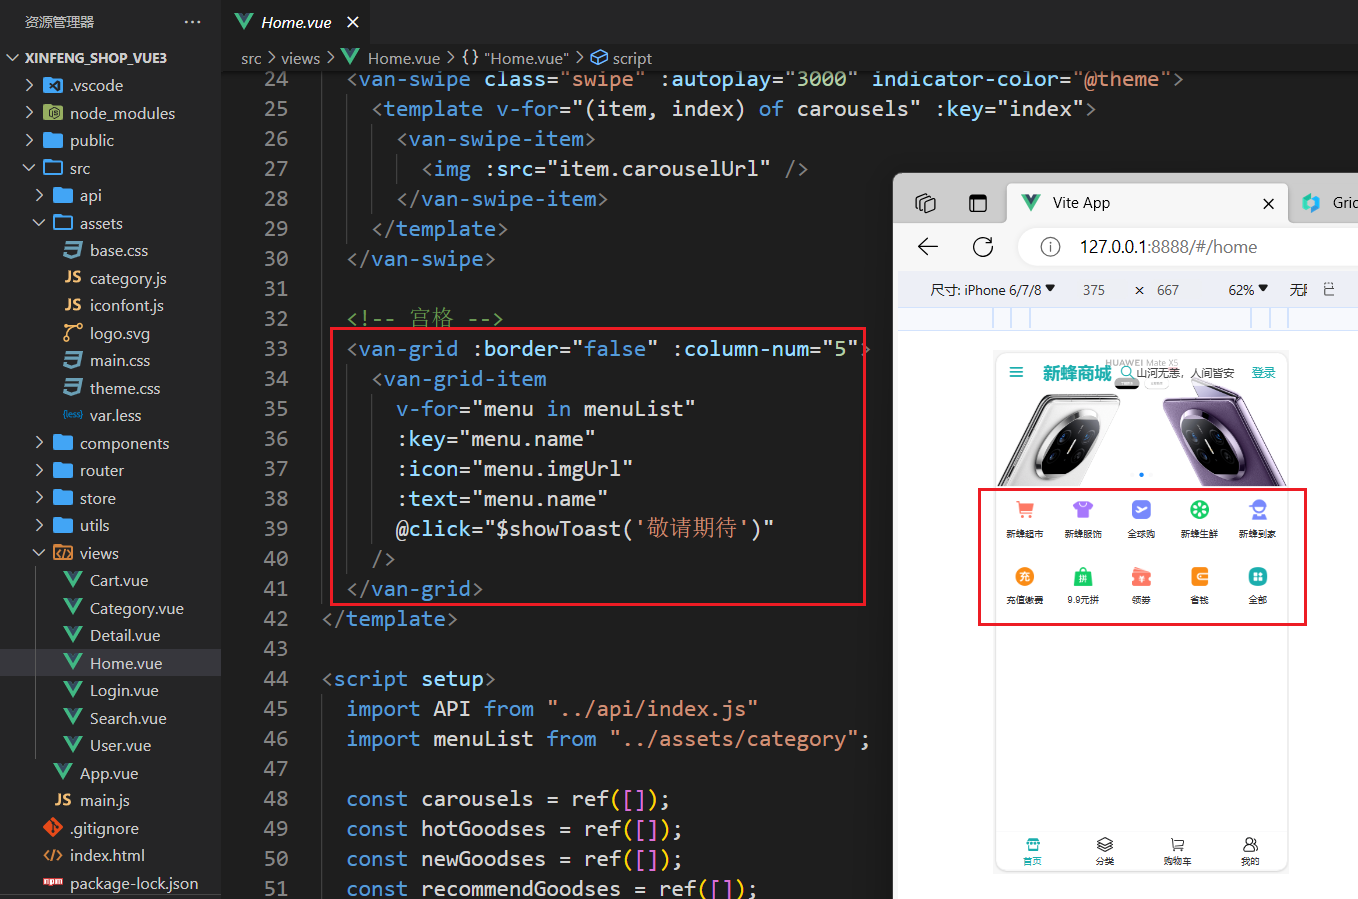 资源管理器 ···
XINFENG_SHOP_VUE3
.vscode
node_modules
public
src
api
assets
base.css
JS category.js
JS iconfont.js
logo.svg
main.css
theme.css
{less} var.less
components
router
store
utils
views
Cart.vue
Category.vue
Detail.vue
Home.vue
Login.vue
Search.vue
User.vue
App.vue
JS main.js
.gitignore
index.html
npm package-lock.json
Home.vue
src > views > Home.vue > {} "Home.vue" > script
24 <van-swipe class="swipe" :autoplay="3000" indicator-color="@theme">
25 <template v-for="(item, index) of carousels" :key="index">
26 <van-swipe-item>
27 <img :src="item.carouselUrl" />
28 </van-swipe-item>
29 </template>
30 </van-swipe>
31
32 <!-- 宫格 -->
33 <van-grid :border="false" :column-num="5">
34 <van-grid-item
35 v-for="menu in menuList"
36 :key="menu.name"
37 :icon="menu.imgUrl"
38 :text="menu.name"
39 @click="$showToast('敬请期待')"
40 />
41 </van-grid>
42 </template>
43
44 <script setup>
45 import API from "../api/index.js"
46 import menuList from "../assets/category";
47
48 const carousels = ref([]);
49 const hotGoodses = ref([]);
50 const newGoodses = ref([]);
51 const recommendGoodses = ref([]);
Vite App
Gric
127.0.0.1:8888/#/home
尺寸: iPhone 6/7/8 375 × 667 62%
HUAWEI Mate X5
新蜂商城 山河无恙，人间皆安 登录
新蜂超市 新蜂服饰 全球购 新蜂生鲜 新蜂到家
充 拼
充值缴费 9.9元拼 领劵 省钱 全部
首页 分类 购物车 我的